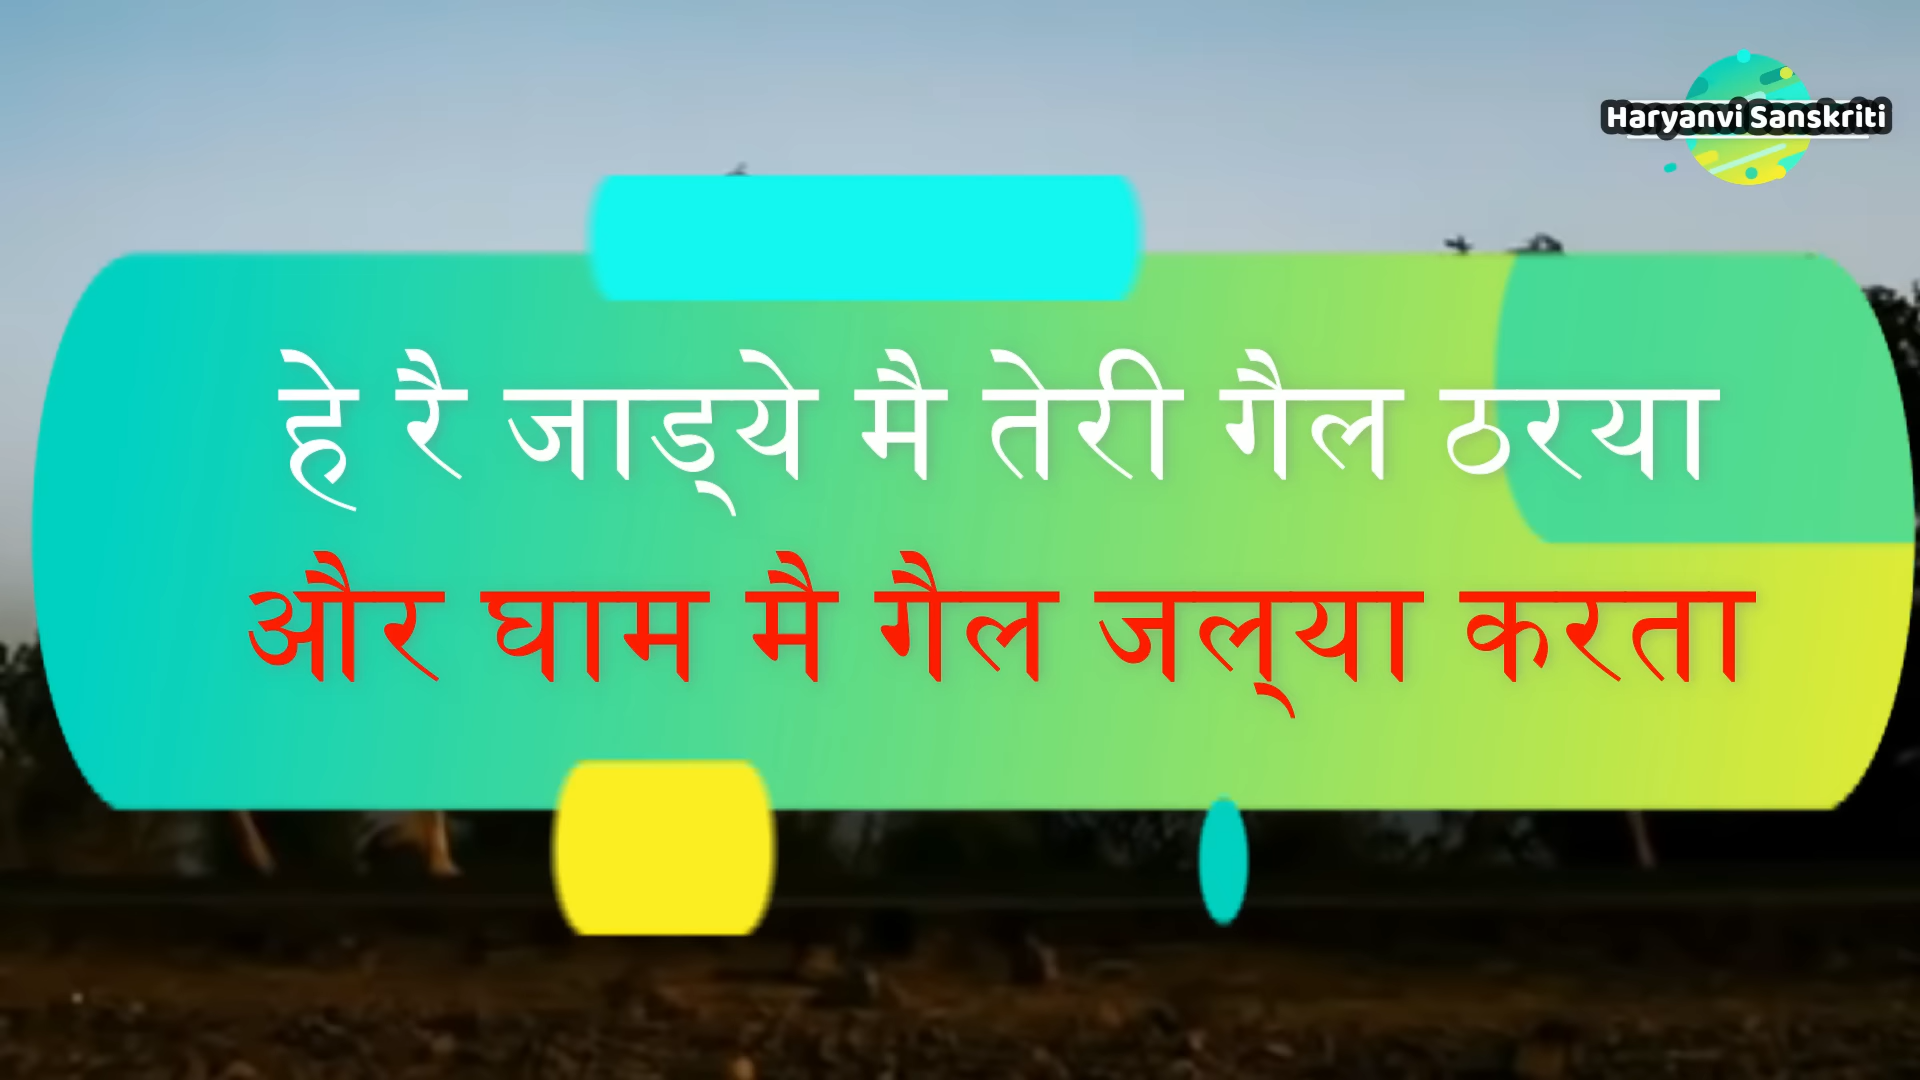 Haryanvi Sanskriti
हे रै जाड्ये मै तेरी गैल ठरया
और घाम मै गैल जल्या करता